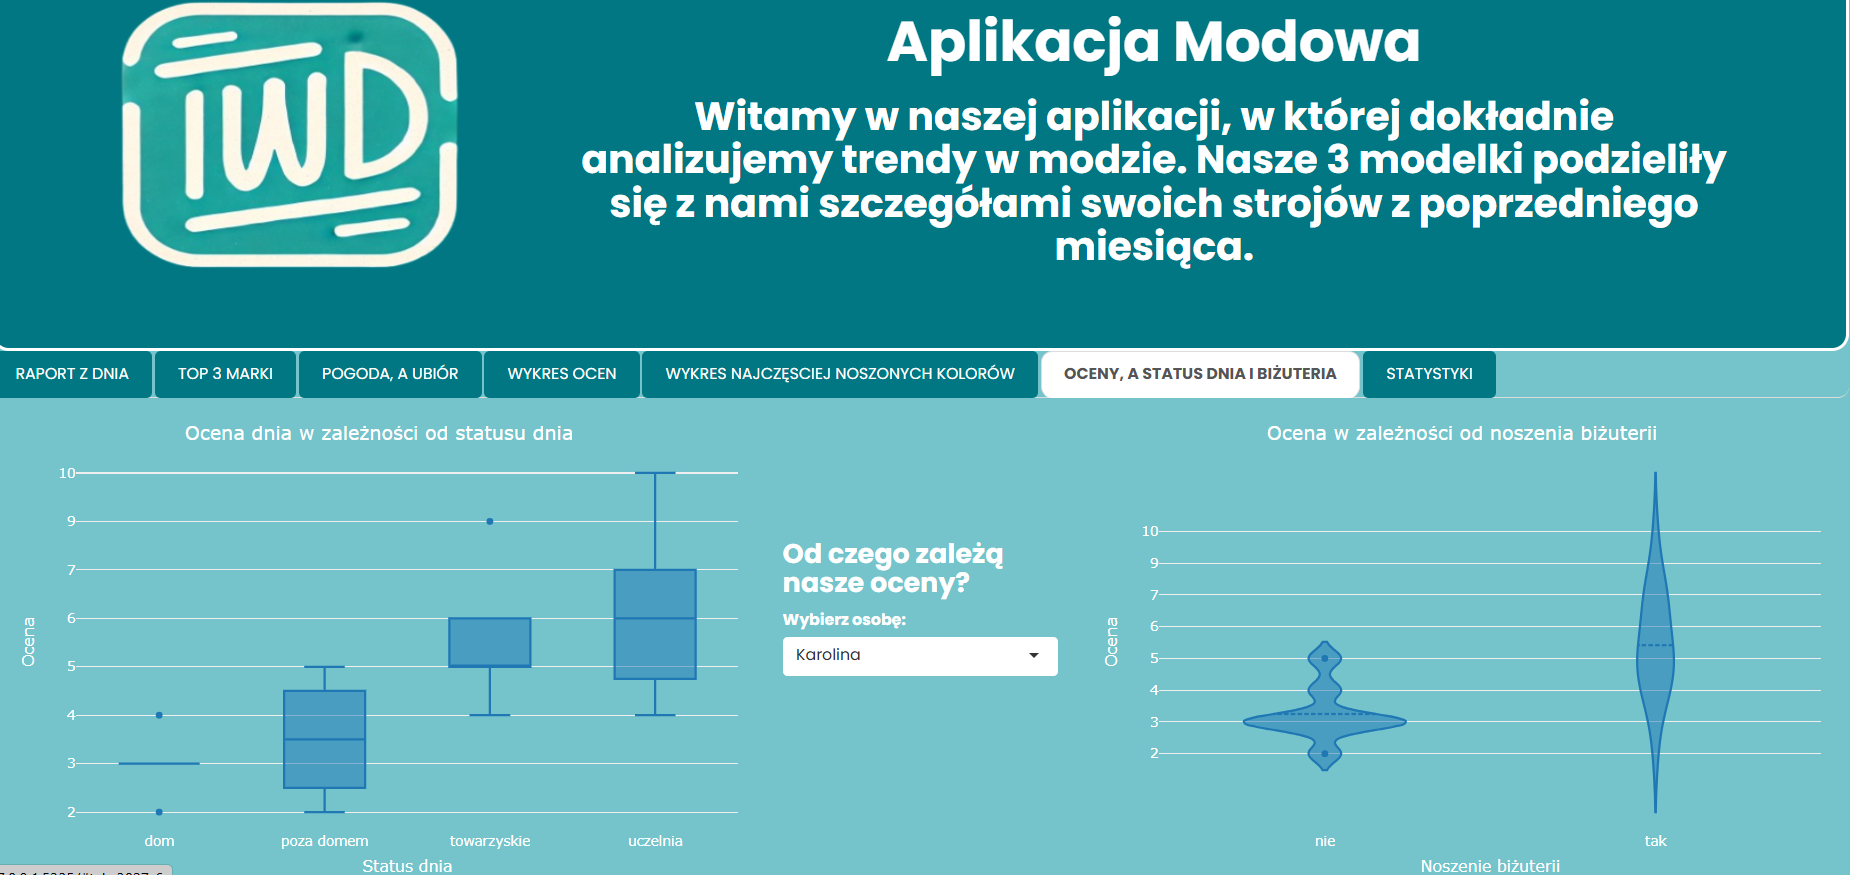 IWD
Aplikacja Modowa
Witamy w naszej aplikacji, w której dokładnie
analizujemy trendy w modzie. Nasze 3 modelki podzieliły
się z nami szczegółami swoich strojów z poprzedniego
miesiąca.
RAPORT Z DNIA
TOP 3 MARKI
POGODA, A UBIÓR
WYKRES OCEN
WYKRES NAJCZĘSCIEJ NOSZONYCH KOLORÓW
OCENY, A STATUS DNIA I BIŻUTERIA
STATYSTYKI
Ocena dnia w zależności od statusu dnia
10
9
7
6
5
4
3
2
Ocena
dom
poza domem
towarzyskie
uczelnia
Status dnia
Od czego zależą
nasze oceny?
Wybierz osobę:
Karolina
Ocena w zależności od noszenia biżuterii
10
9
7
6
5
4
3
2
Ocena
nie
tak
Noszenie biżuterii